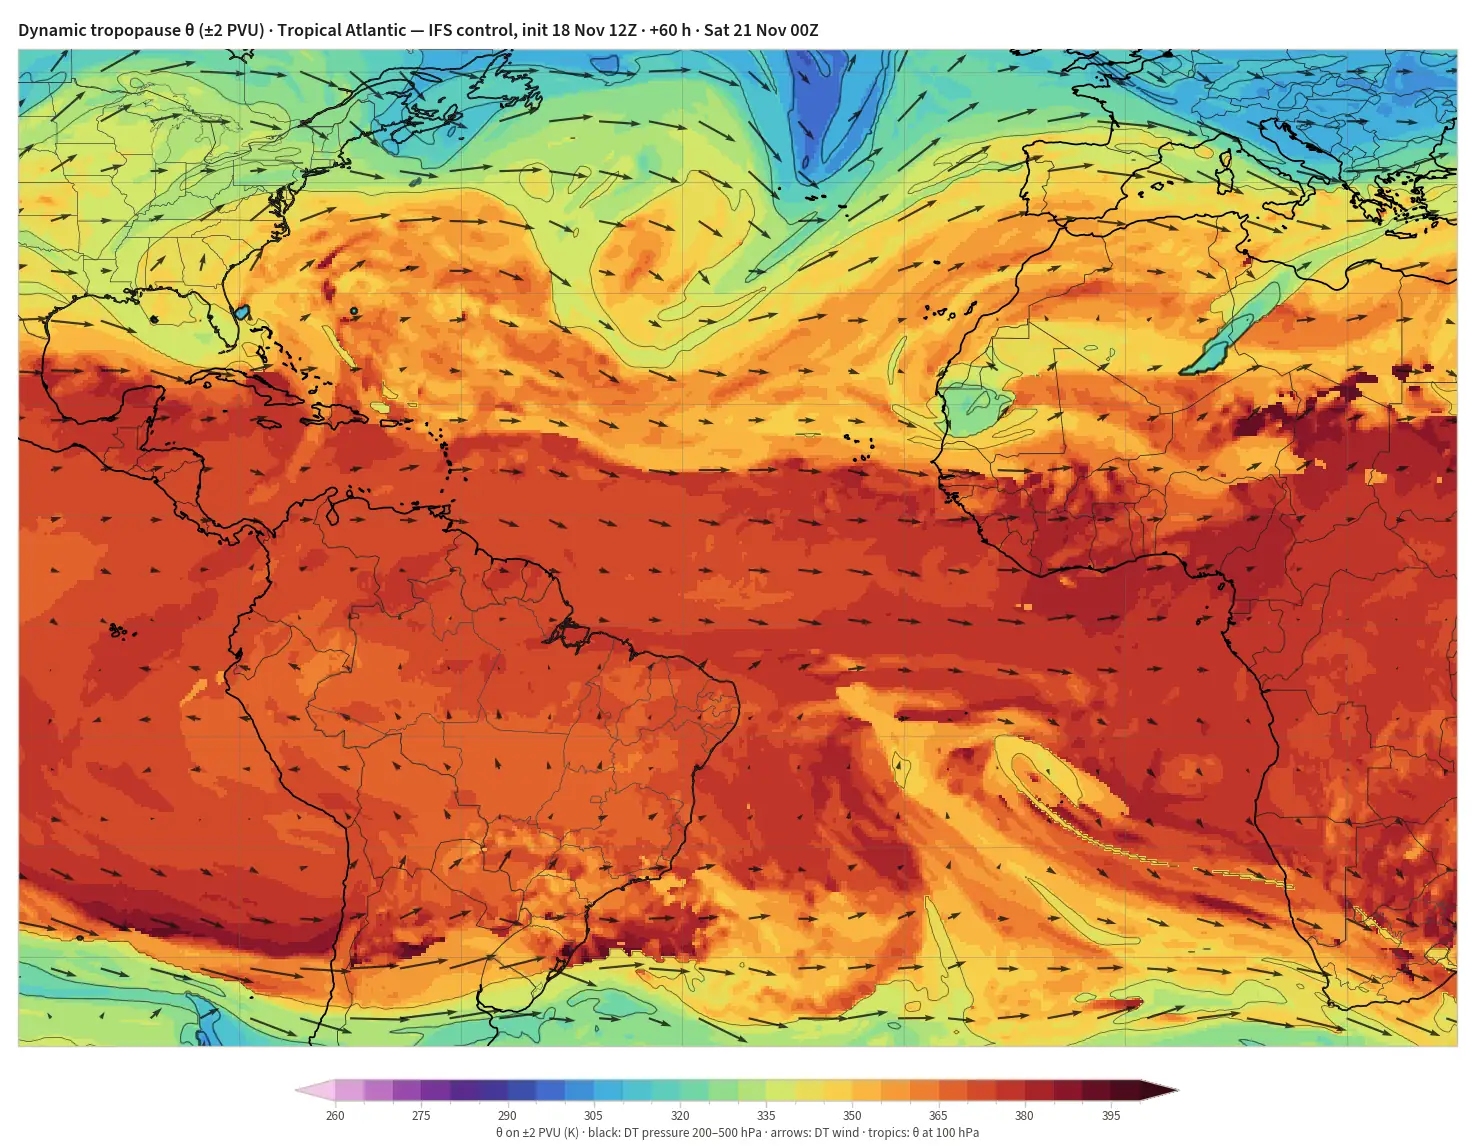 Dynamic tropopause θ (±2 PVU) · Tropical Atlantic — IFS control, init 18 Nov 12Z · +60 h · Sat 21 Nov 00Z
260 275 290 305 320 335 350 365 380 395
θ on ±2 PVU (K) · black: DT pressure 200–500 hPa · arrows: DT wind · tropics: θ at 100 hPa